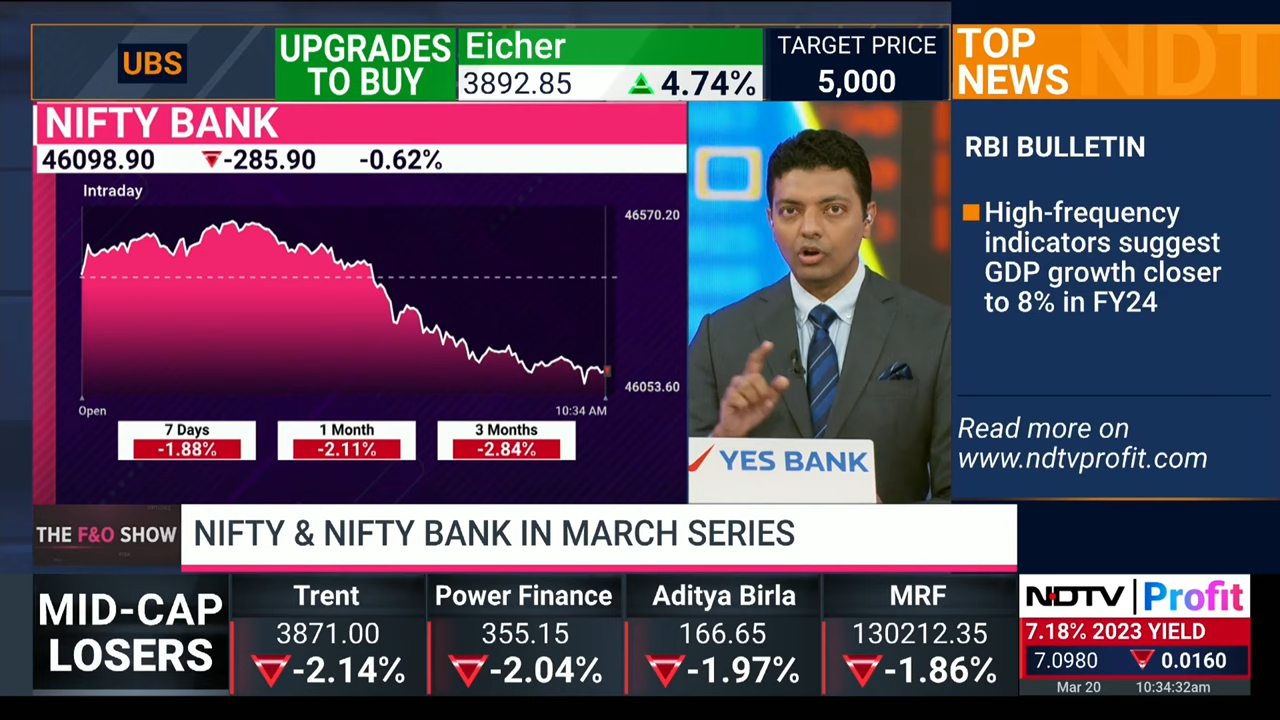 UBS
UPGRADES
TO BUY
Eicher
3892.85 4.74%
TARGET PRICE
5,000
TOP
NEWS
NDT
NIFTY BANK
46098.90 -285.90 -0.62%
Intraday
46570.20
46053.60
Open
10:34 AM
7 Days
-1.88%
1 Month
-2.11%
3 Months
-2.84%
YES BANK
RBI BULLETIN
High-frequency
indicators suggest
GDP growth closer
to 8% in FY24
Read more on
www.ndtvprofit.com
THE F&O SHOW
NIFTY & NIFTY BANK IN MARCH SERIES
MID-CAP
LOSERS
Trent
3871.00
-2.14%
Power Finance
355.15
-2.04%
Aditya Birla
166.65
-1.97%
MRF
130212.35
-1.86%
NDTV Profit
7.18% 2023 YIELD
7.0980 0.0160
Mar 20 10:34:32am